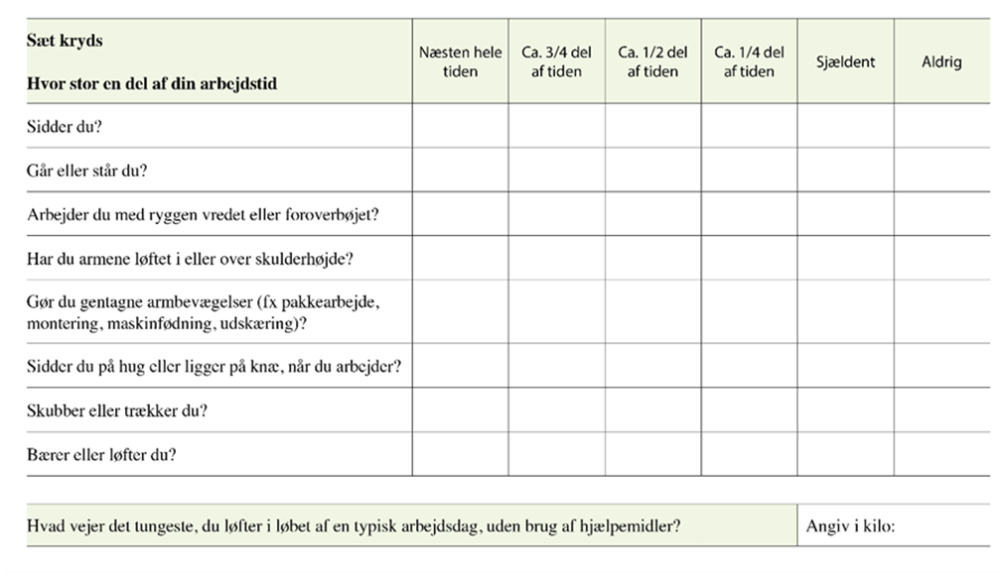 Sæt kryds
Hvor stor en del af din arbejdstid
Næsten hele
tiden
Ca. 3/4 del
af tiden
Ca. 1/2 del
af tiden
Ca. 1/4 del
af tiden
Sjældent
Aldrig
Sidder du?
Går eller står du?
Arbejder du med ryggen vredet eller foroverbøjet?
Har du armene løftet i eller over skulderhøjde?
Gør du gentagne armbevægelser (fx pakkearbejde,
montering, maskinfødning, udskæring)?
Sidder du på hug eller ligger på knæ, når du arbejder?
Skubber eller trækker du?
Bærer eller løfter du?
Hvad vejer det tungeste, du løfter i løbet af en typisk arbejdsdag, uden brug af hjælpemidler?
Angiv i kilo: